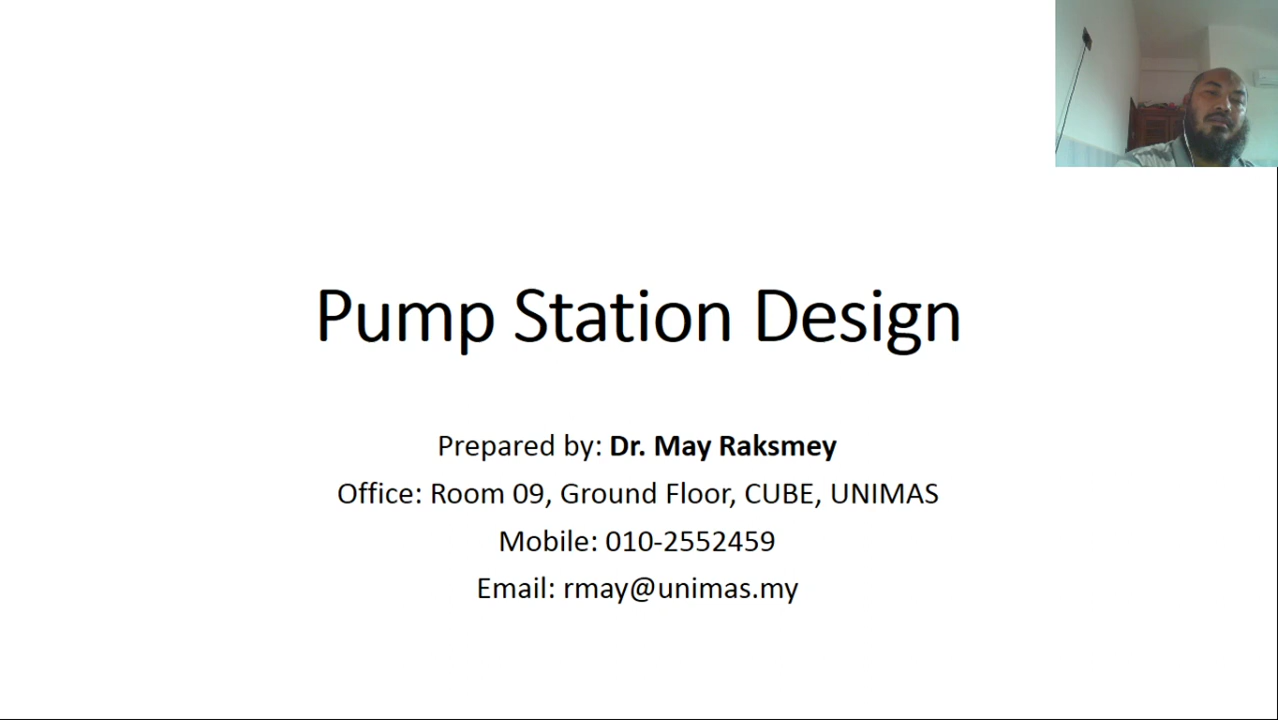 Pump Station Design
Prepared by: Dr. May Raksmey
Office: Room 09, Ground Floor, CUBE, UNIMAS
Mobile: 010-2552459
Email: rmay@unimas.my